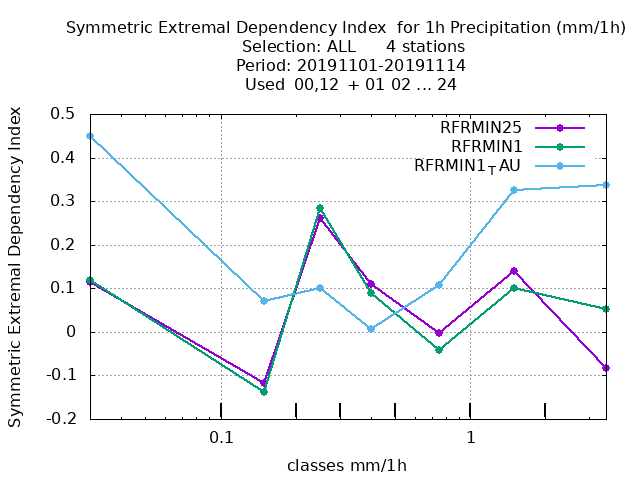 Symmetric Extremal Dependency Index  for 1h Precipitation (mm/1h)
Selection: ALL      4 stations
Period: 20191101-20191114
Used  00,12  + 01 02 ... 24
RFRMIN25
RFRMIN1
RFRMIN1_TAU
Symmetric Extremal Dependency Index
0.5
0.4
0.3
0.2
0.1
0
-0.1
-0.2
0.1
1
classes mm/1h